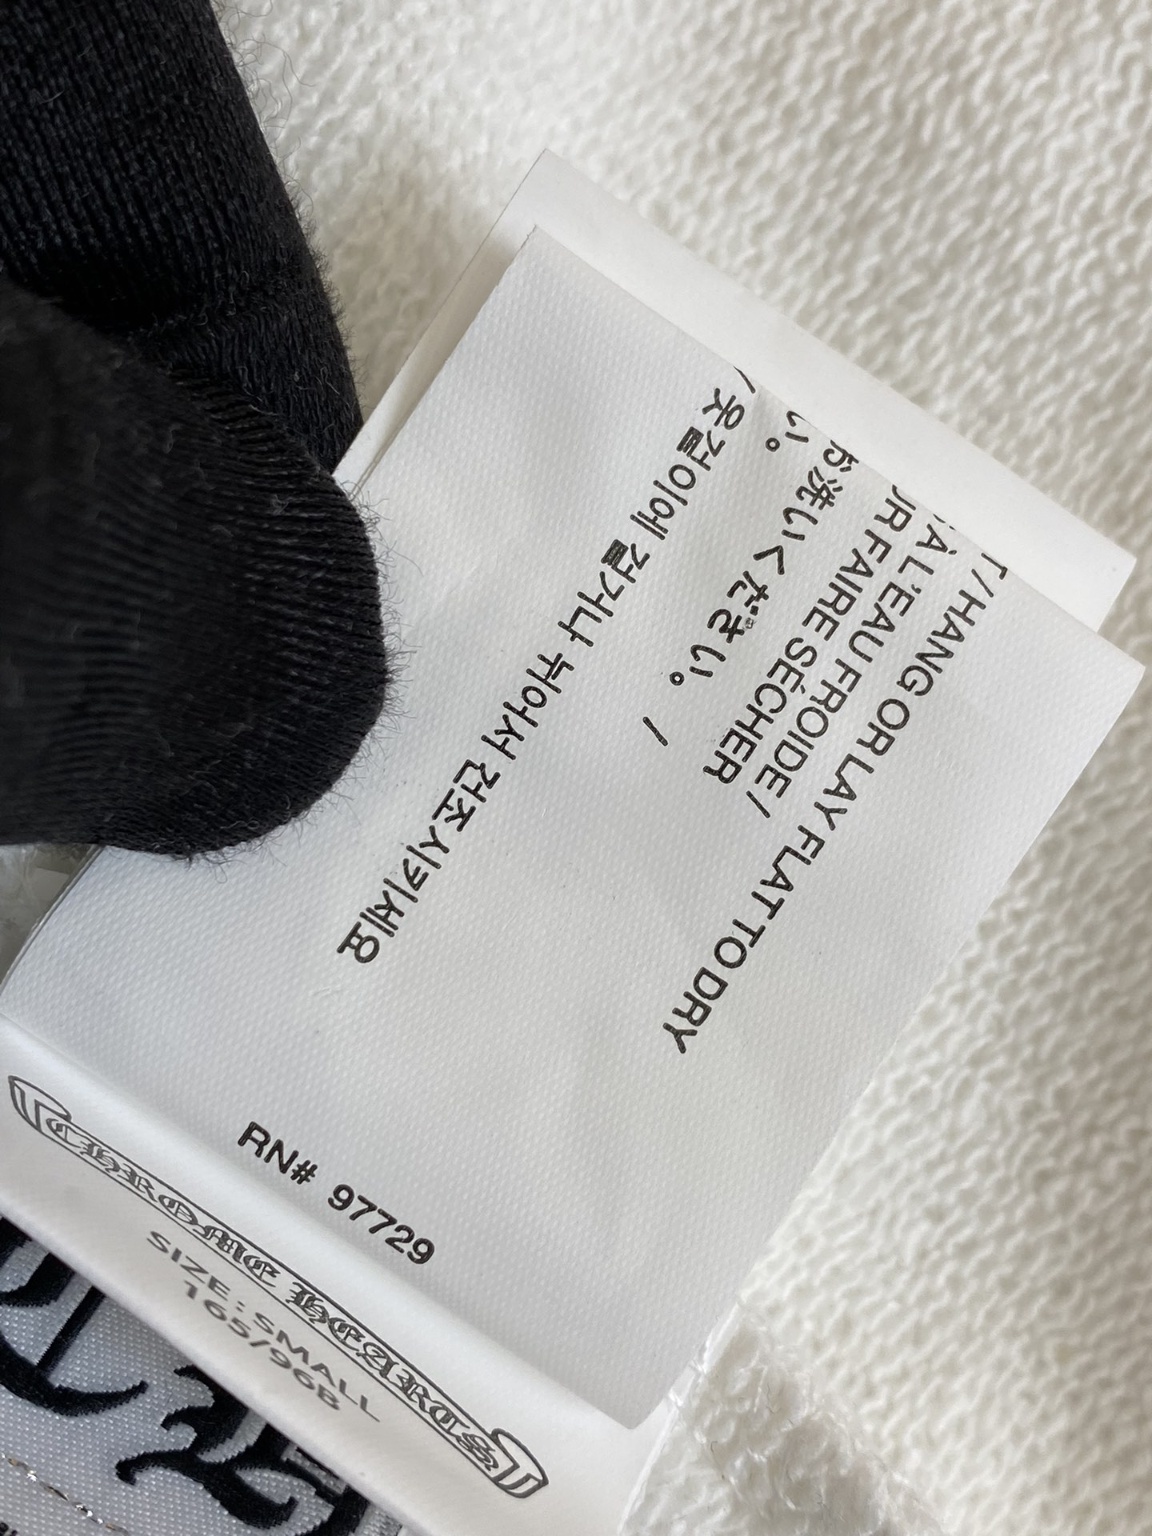 T / HANG OR LAY FLAT TO DRY
À L'EAU FROIDE /
UR FAIRE SÉCHER
お洗いください。 /
い。
/ 옷걸이에 걸거나 뉘어서 건조시키세요
RN# 97729
CHROME HEARTS
SIZE: SMALL
165/96B